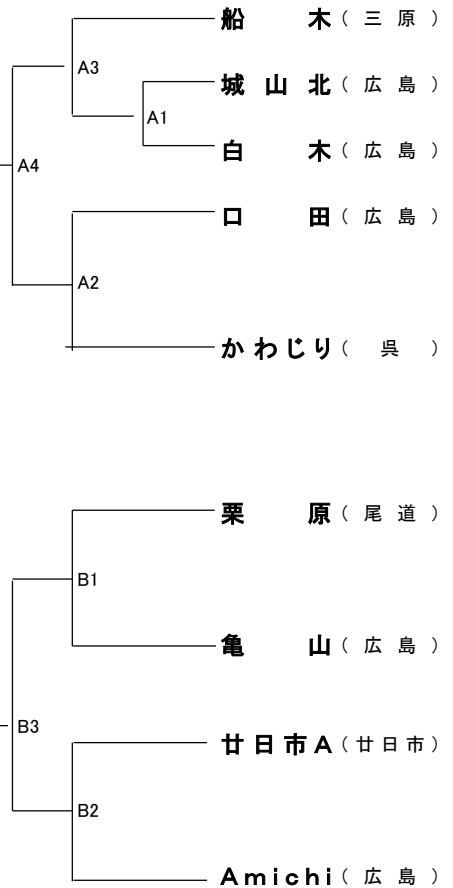 船木（三原）
A3
城山北（広島）
A1
白木（広島）
A4
口田（広島）
A2
かわじり（呉）
栗原（尾道）
B1
亀山（広島）
B3
廿日市A（廿日市）
B2
Amichi（広島）